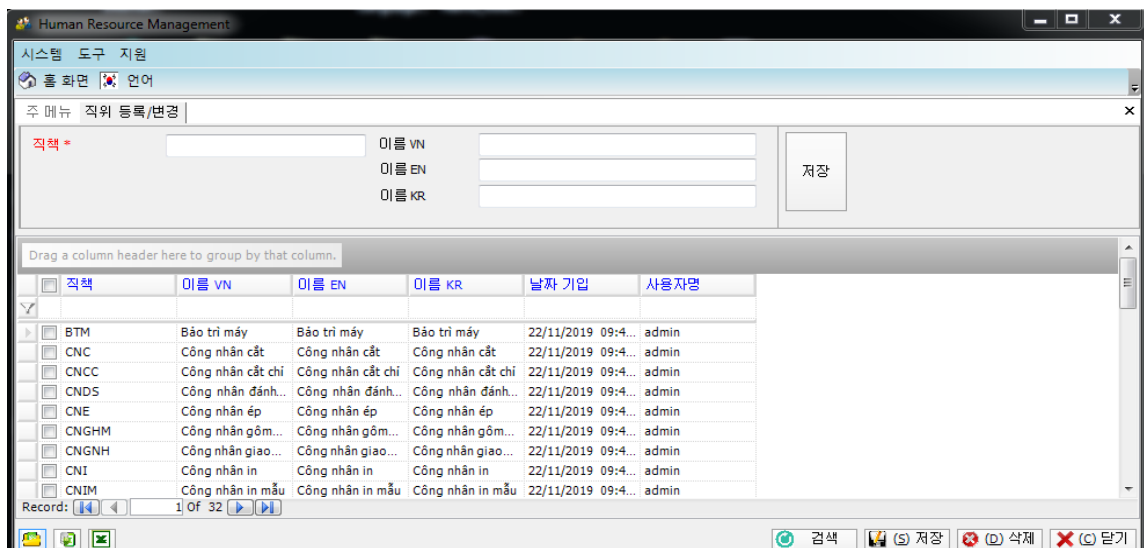 Human Resource Management
시스템 도구 지원
홈 화면 언어
주 메뉴 직위 등록/변경
직책 * 이름 VN
이름 EN
이름 KR
저장
Drag a column header here to group by that column.
직책 이름 VN 이름 EN 이름 KR 날짜 기입 사용자명
BTM Bảo trì máy Bảo trì máy Bảo trì máy 22/11/2019 09:4... admin
CNC Công nhân cắt Công nhân cắt Công nhân cắt 22/11/2019 09:4... admin
CNCC Công nhân cắt chỉ Công nhân cắt chỉ Công nhân cắt chỉ 22/11/2019 09:4... admin
CNDS Công nhân đánh... Công nhân đánh... Công nhân đánh... 22/11/2019 09:4... admin
CNE Công nhân ép Công nhân ép Công nhân ép 22/11/2019 09:4... admin
CNGHM Công nhân gôm... Công nhân gôm... Công nhân gôm... 22/11/2019 09:4... admin
CNGNH Công nhân giao... Công nhân giao... Công nhân giao... 22/11/2019 09:4... admin
CNI Công nhân in Công nhân in Công nhân in 22/11/2019 09:4... admin
CNIM Công nhân in mẫu Công nhân in mẫu Công nhân in mẫu 22/11/2019 09:4... admin
Record: 1 Of 32
검색 (S) 저장 (D) 삭제 (C) 닫기